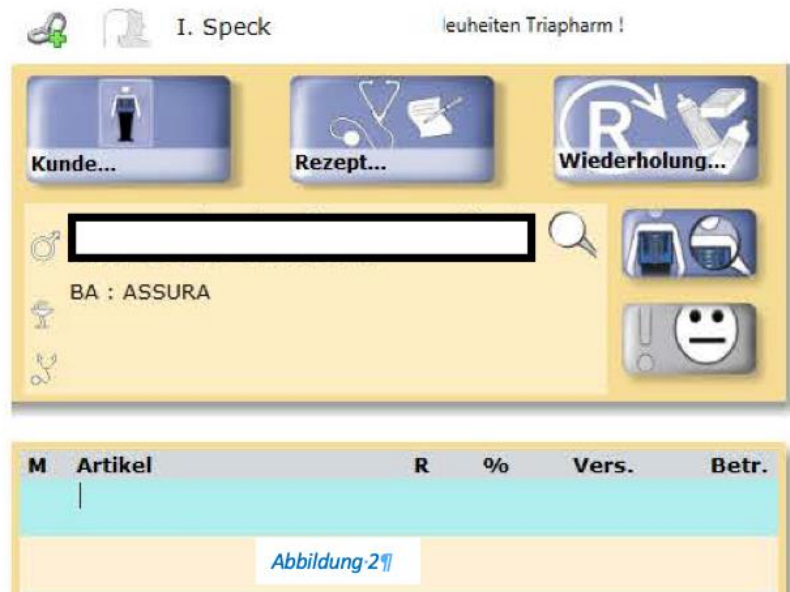 I. Speck
euheiten Triapharm !
Kunde...
Rezept...
R
Wiederholung...
BA : ASSURA
M Artikel R % Vers. Betr.
Abbildung·2¶